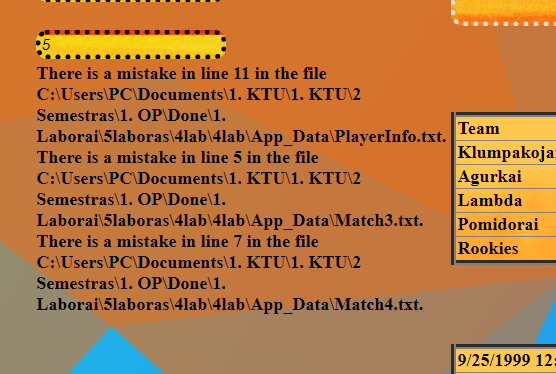 5
There is a mistake in line 11 in the file
C:\Users\PC\Documents\1. KTU\1. KTU\2
Semestras\1. OP\Done\1.
Laborai\5laboras\4lab\4lab\App_Data\PlayerInfo.txt.
There is a mistake in line 5 in the file
C:\Users\PC\Documents\1. KTU\1. KTU\2
Semestras\1. OP\Done\1.
Laborai\5laboras\4lab\4lab\App_Data\Match3.txt.
There is a mistake in line 7 in the file
C:\Users\PC\Documents\1. KTU\1. KTU\2
Semestras\1. OP\Done\1.
Laborai\5laboras\4lab\4lab\App_Data\Match4.txt.
Team
Agurkai
Lambda
Pomidorai
Rookies
9/25/1999